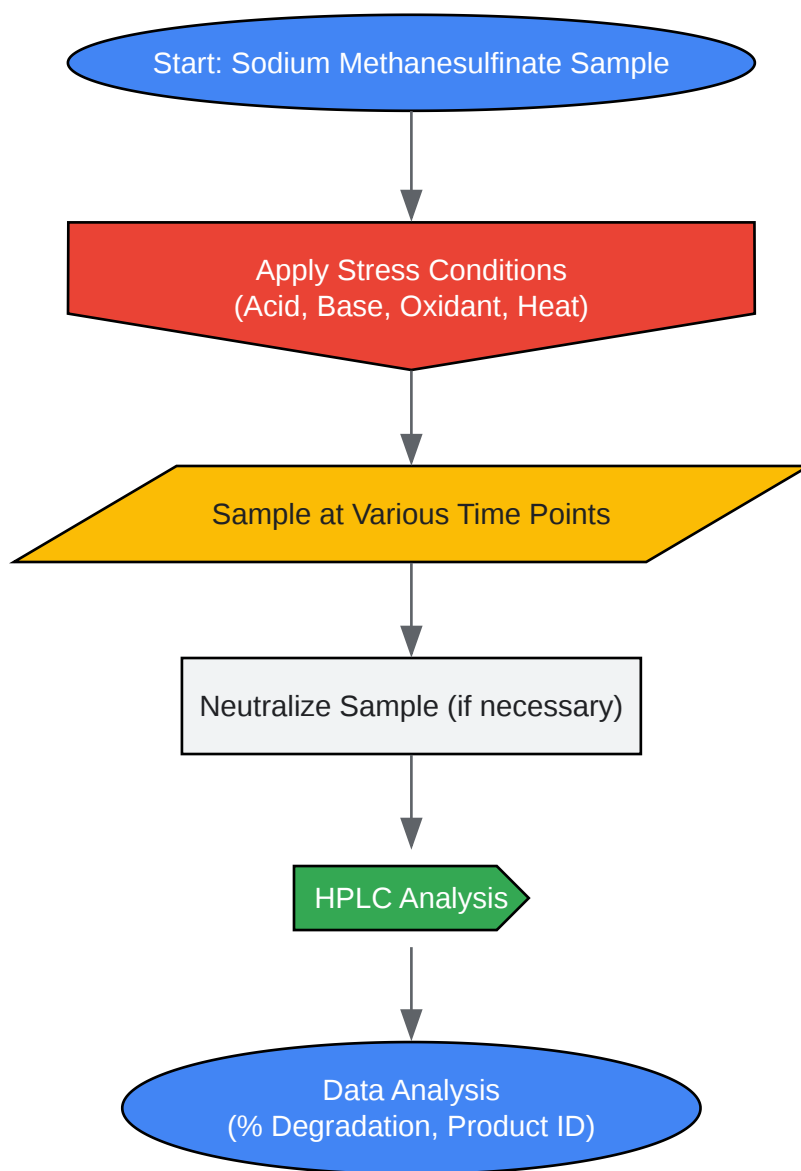 Start: Sodium Methanesulfinate Sample
Apply Stress Conditions
(Acid, Base, Oxidant, Heat)
Sample at Various Time Points
Neutralize Sample (if necessary)
HPLC Analysis
Data Analysis
(% Degradation, Product ID)